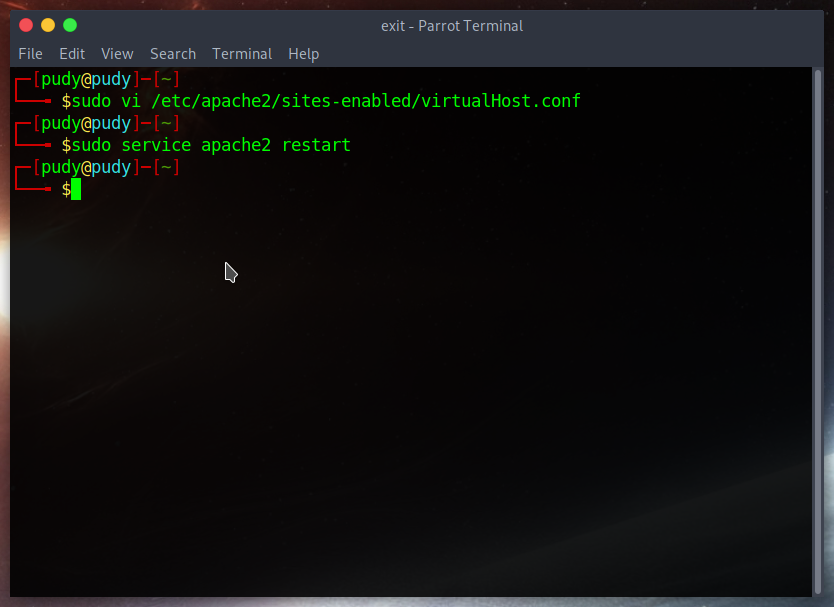 exit - Parrot Terminal
File Edit View Search Terminal Help
┌─[pudy@pudy]─[~]
└──╼ $sudo vi /etc/apache2/sites-enabled/virtualHost.conf
┌─[pudy@pudy]─[~]
└──╼ $sudo service apache2 restart
┌─[pudy@pudy]─[~]
└──╼ $